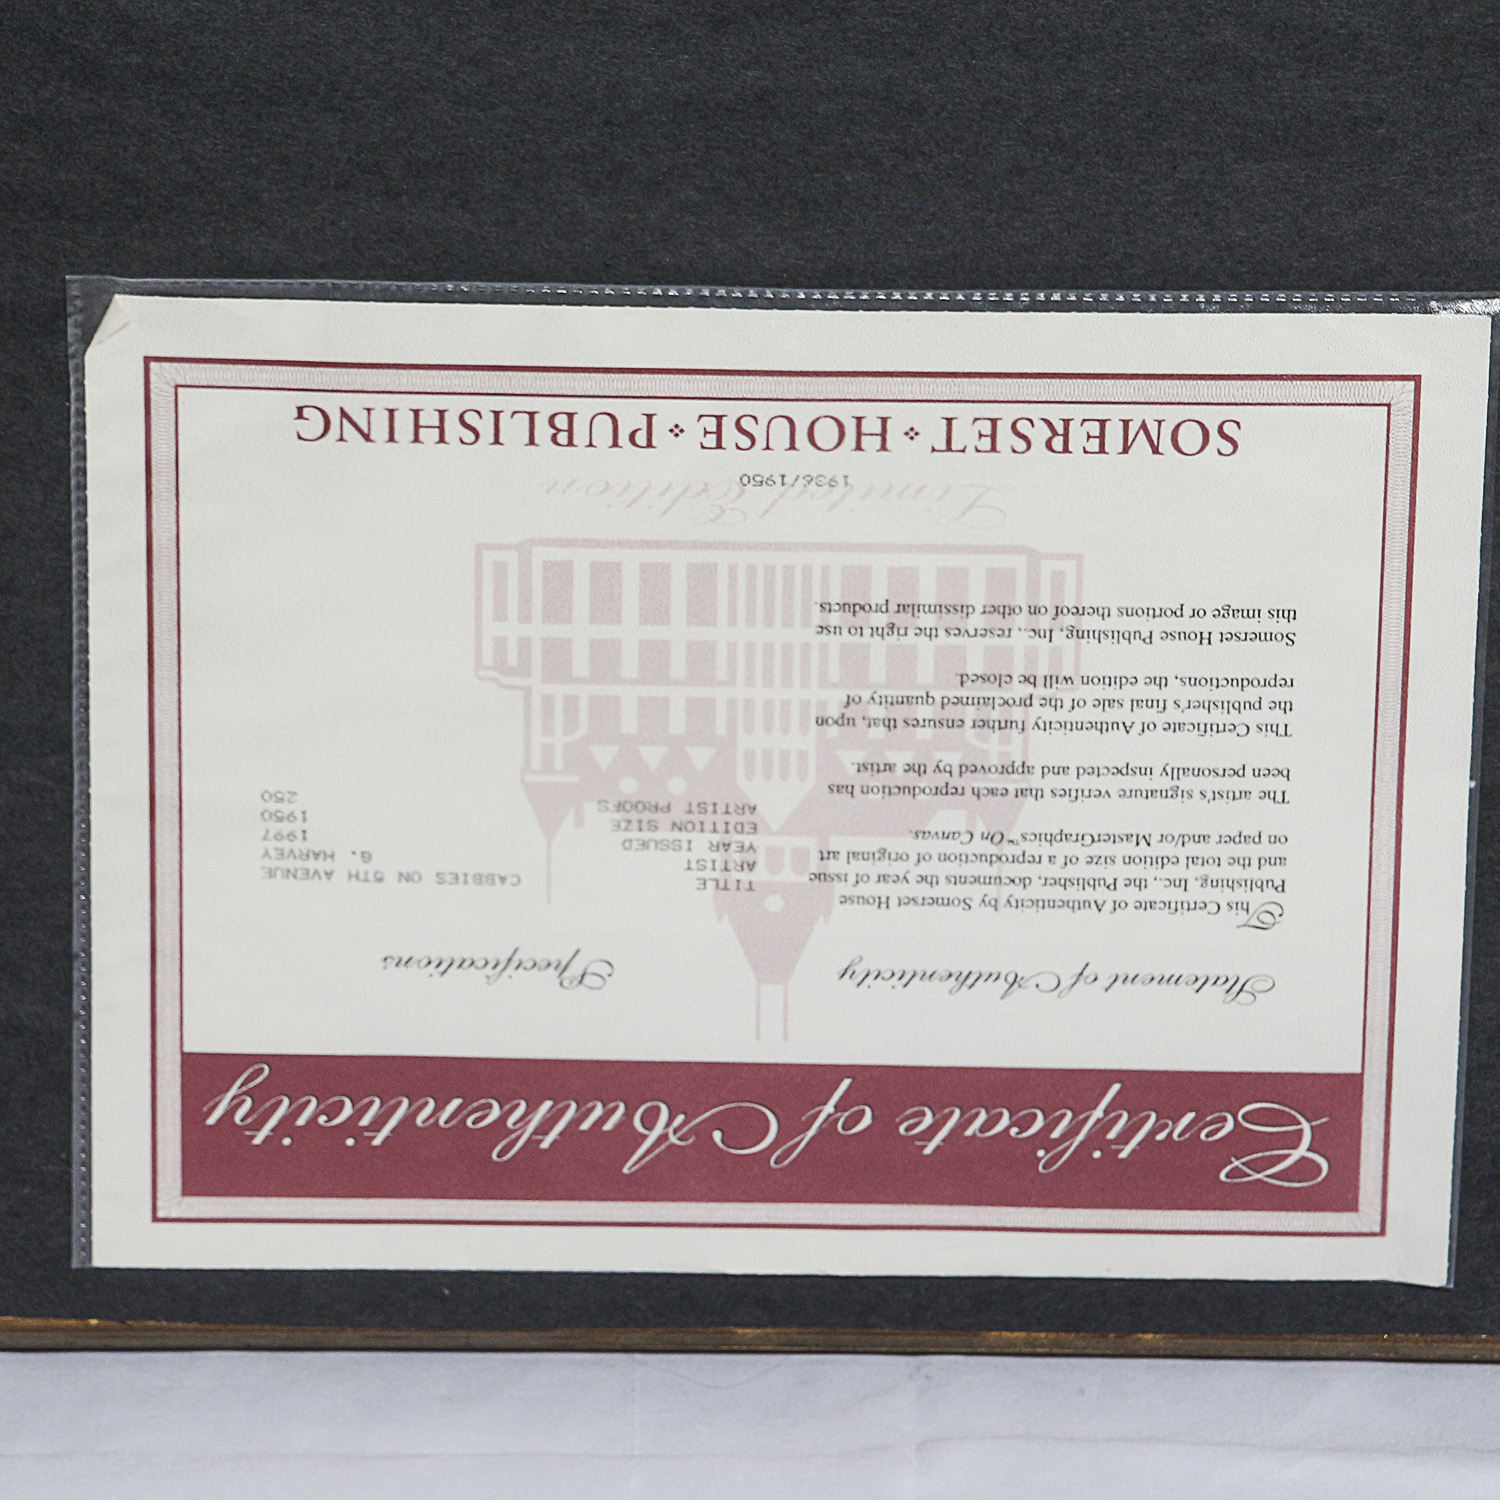 Certificate of Authenticity
Statement of Authenticity
This Certificate of Authenticity by Somerset House
Publishing, Inc., the Publisher, documents the year of issue
and the total edition size of a reproduction of original art
on paper and/or MasterGraphics™ On Canvas.
The artist's signature verifies that each reproduction has
been personally inspected and approved by the artist.
This Certificate of Authenticity further ensures that, upon
the publisher's final sale of the proclaimed quantity of
reproductions, the edition will be closed.
Somerset House Publishing, Inc., reserves the right to use
this image or portions thereof on other dissimilar products.
Specifications
TITLE CABBIES ON 5TH AVENUE
ARTIST G. HARVEY
YEAR ISSUED 1997
EDITION SIZE 1950
ARTIST PROOFS 250
Limited Edition
1936/1950
SOMERSET ❖ HOUSE ❖ PUBLISHING